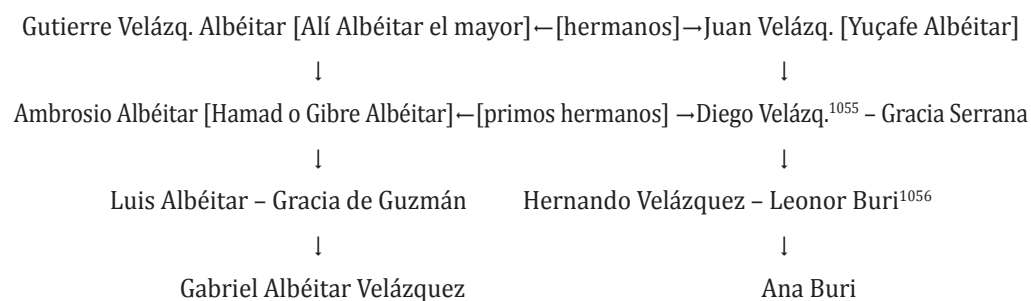 Gutierre Velázq. Albéitar [Alí Albéitar el mayor]←[hermanos]→Juan Velázq. [Yuçafe Albéitar]
↓ ↓
Ambrosio Albéitar [Hamad o Gibre Albéitar]←[primos hermanos] →Diego Velázq.1055 – Gracia Serrana
↓ ↓
Luis Albéitar – Gracia de Guzmán Hernando Velázquez – Leonor Buri1056
↓ ↓
Gabriel Albéitar Velázquez Ana Buri